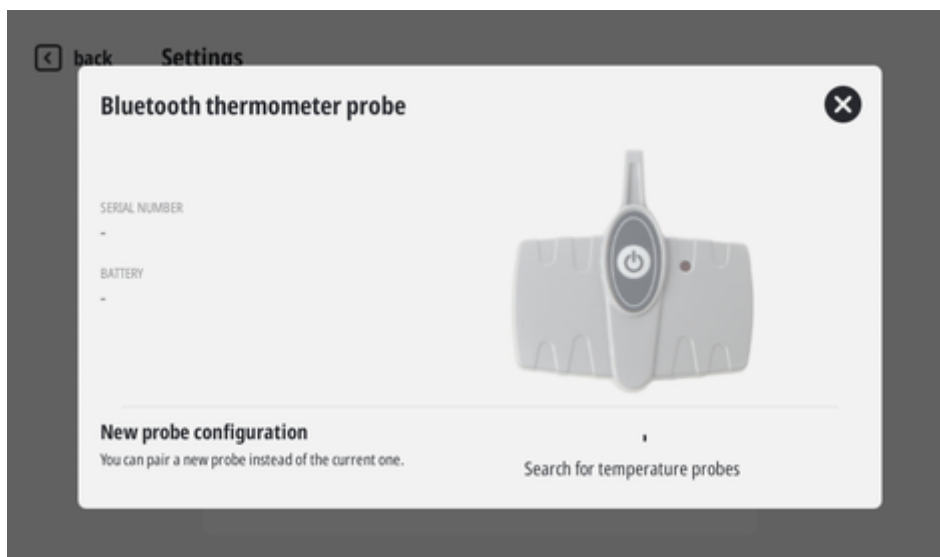 back Settings
Bluetooth thermometer probe
SERIAL NUMBER
-
BATTERY
-
New probe configuration
You can pair a new probe instead of the current one.
Search for temperature probes